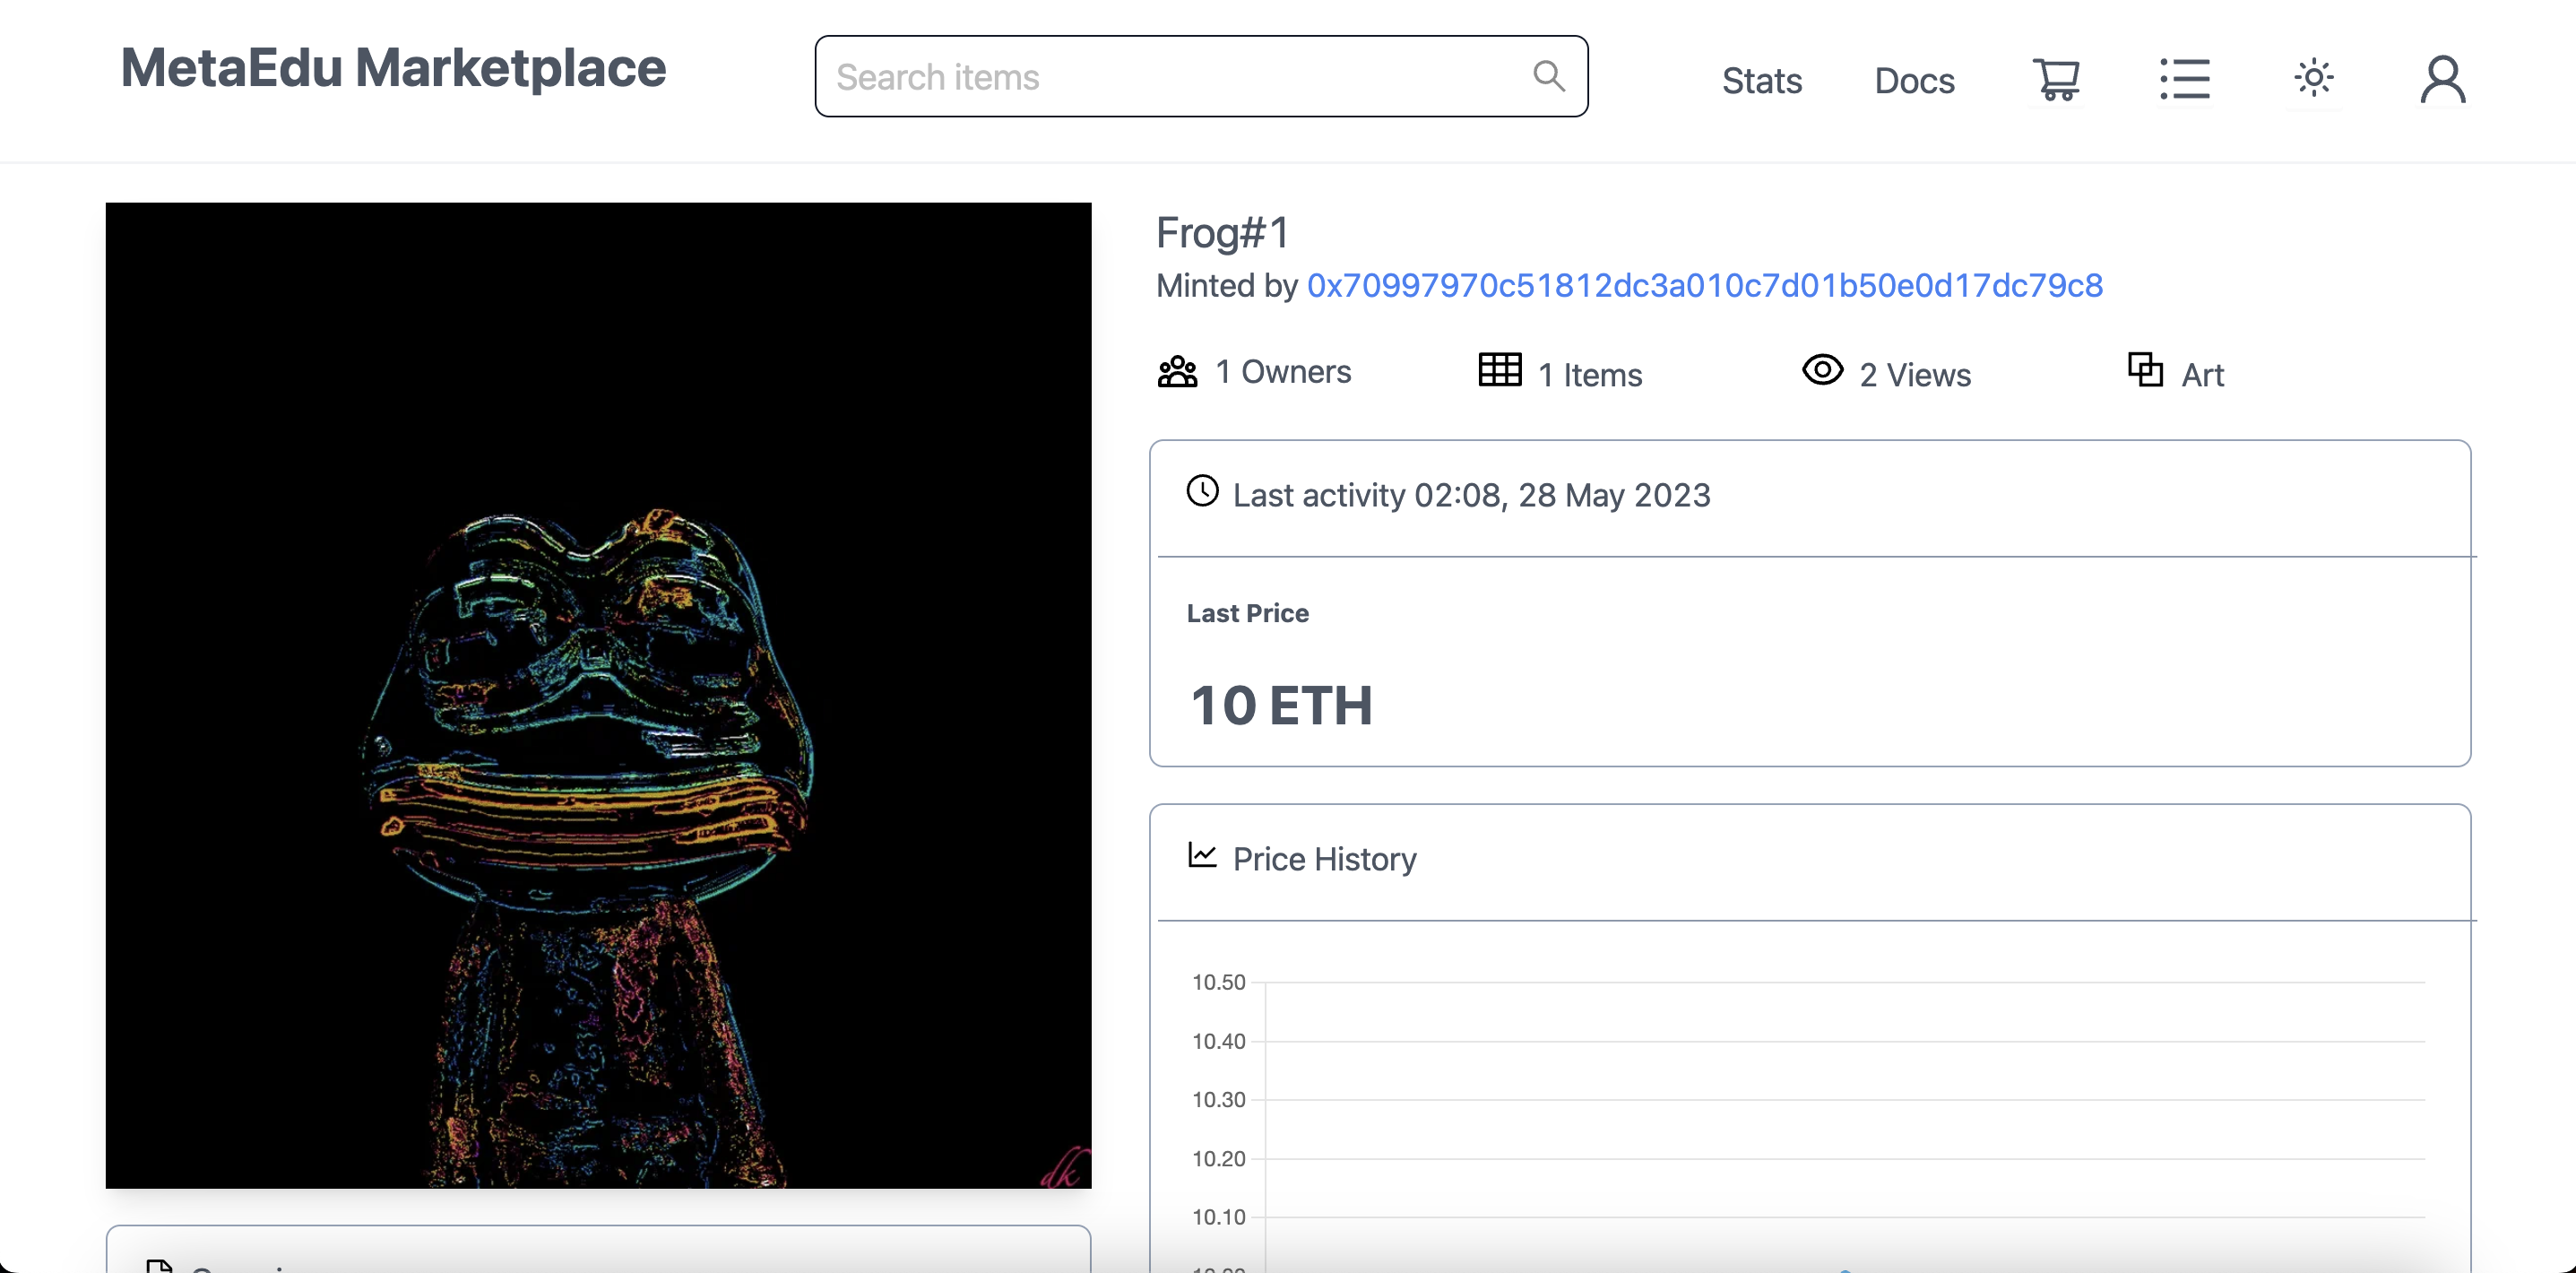 MetaEdu Marketplace
Search items
Stats
Docs
Frog#1
Minted by 0x70997970c51812dc3a010c7d01b50e0d17dc79c8
1 Owners
1 Items
2 Views
Art
Last activity 02:08, 28 May 2023
Last Price
10 ETH
Price History
10.50
10.40
10.30
10.20
10.10
dk